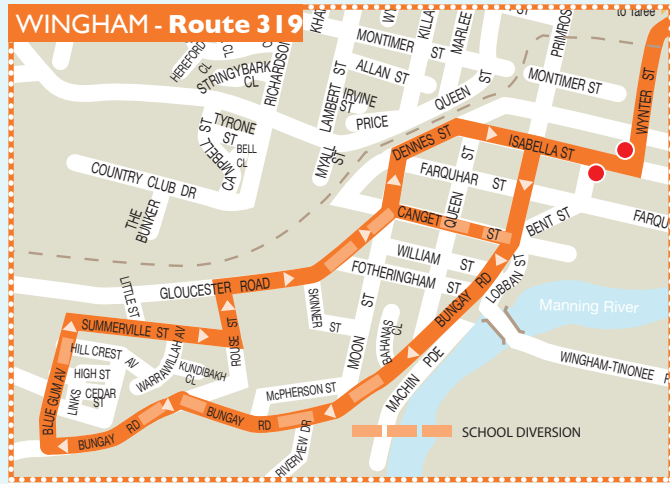 WINGHAM - Route 319
to Taree
HEREFORD
CL
STRINGYBARK
CL
RICHARDSON
KHA
LAMBERT ST
MONTIMER
ST
KILLA
MARLEE
ST
PRIMROS
ALLAN ST
IRVINE
ST
PRICE
QUEEN
ST
MONTIMER ST
WYNTER ST
TYRONE
ST
BELL
CL
CAMPBELL ST
MYALL
ST
DENNES ST
ISABELLA ST
COUNTRY CLUB DR
THE
BUNKER
FARQUHAR ST
FARQU
CANGET
ST
QUEEN
ST
BENT ST
WILLIAM
ST
FOTHERINGHAM ST
LOBBAN ST
LITTLE ST
GLOUCESTER ROAD
SKINNER
ST
MOON
ST
BUNGAY RD
Manning River
SUMMERVILLE ST
ROUSE ST
BAHANAS
CL
MACHIN PDE
WINGHAM-TINONEE
HILL CREST
AV
WARRAWILLAH AV
KUNDIBAKH
CL
HIGH ST
LINKS
CEDAR
ST
BLUE GUM AV
McPHERSON ST
BUNGAY
RD
BUNGAY
RD
RIVERVIEW DR
SCHOOL DIVERSION